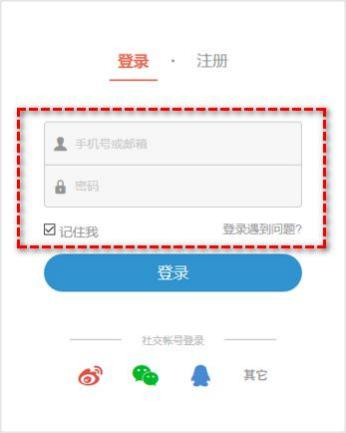 登录 · 注册
手机号或邮箱
密码
记住我 登录遇到问题?
登录
社交帐号登录
其它